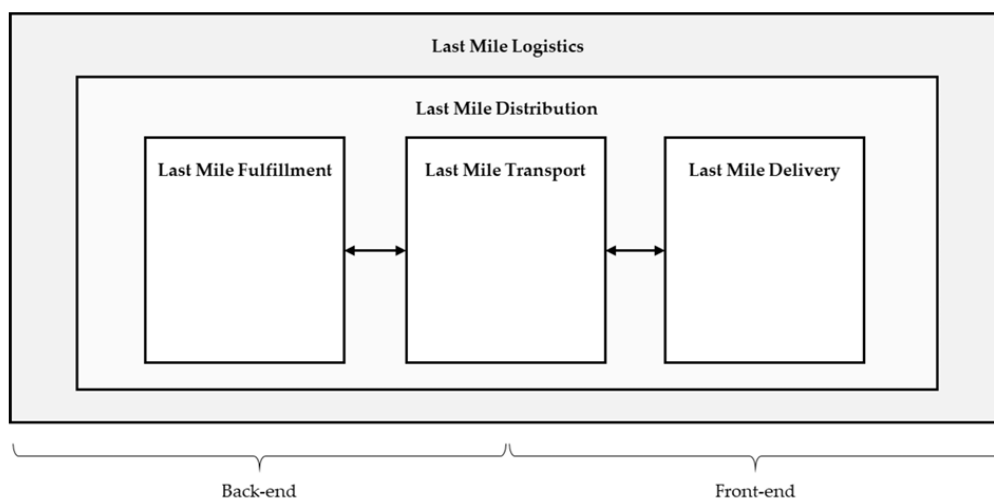 Last Mile Logistics
Last Mile Distribution
Last Mile Fulfillment
Last Mile Transport
Last Mile Delivery
Back-end
Front-end